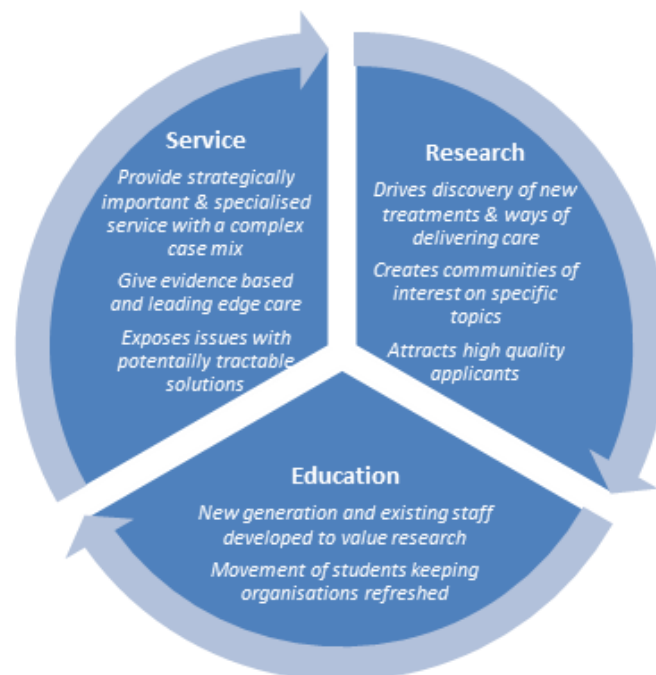 Service
Provide strategically
important & specialised
service with a complex
case mix
Give evidence based
and leading edge care
Exposes issues with
potentailly tractable
solutions
Research
Drives discovery of new
treatments & ways of
delivering care
Creates communities of
interest on specific
topics
Attracts high quality
applicants
Education
New generation and existing staff
developed to value research
Movement of students keeping
organisations refreshed